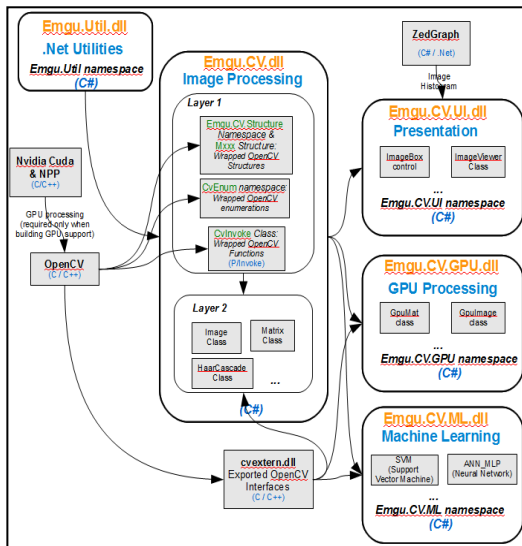 Emgu.Util.dll
.Net Utilities
Emgu.Util namespace
(C#)
Nvidia Cuda
& NPP
(C/C++)
GPU processing
(required only when
building GPU support)
OpenCV
(C / C++)
Emgu.CV.dll
Image Processing
Layer 1
Emgu.CV.Structure
Namespace &
Mxxx Structure:
Wrapped OpenCV
Structures
CvEnum namespace:
Wrapped OpenCV
enumerations
CvInvoke Class:
Wrapped OpenCV
Functions
(P/Invoke)
Layer 2
Image
Class
Matrix
Class
HaarCascade
Class
...
(C#)
cvextern.dll
Exported OpenCV
Interfaces
(C / C++)
ZedGraph
(C# / .Net)
Image
Histogram
Emgu.CV.UI.dll
Presentation
ImageBox
control
ImageViewer
Class
...
Emgu.CV.UI namespace
(C#)
Emgu.CV.GPU.dll
GPU Processing
GpuMat
class
GpuImage
class
...
Emgu.CV.GPU namespace
(C#)
Emgu.CV.ML.dll
Machine Learning
SVM
(Support
Vector Machine)
ANN_MLP
(Neural Network)
...
Emgu.CV.ML namespace
(C#)